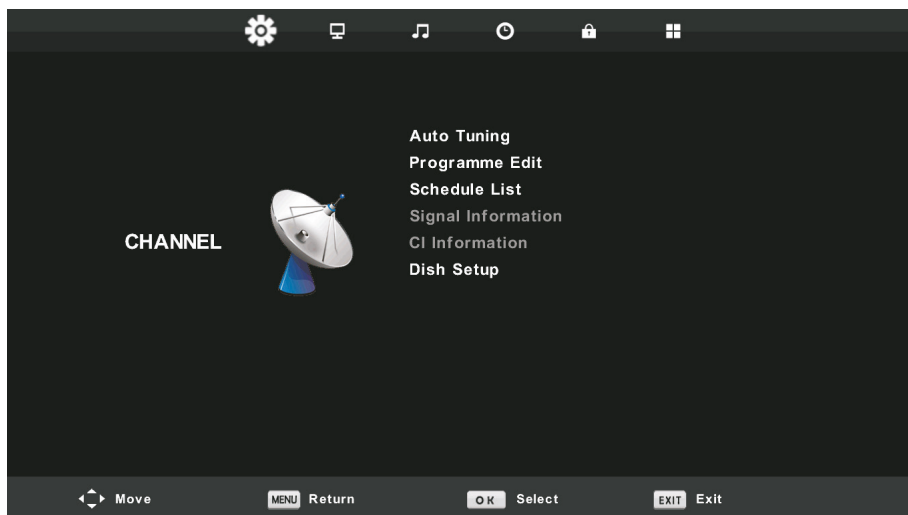 Auto Tuning
Programme Edit
Schedule List
Signal Information
CHANNEL
CI Information
Dish Setup
Move MENU Return OK Select EXIT Exit